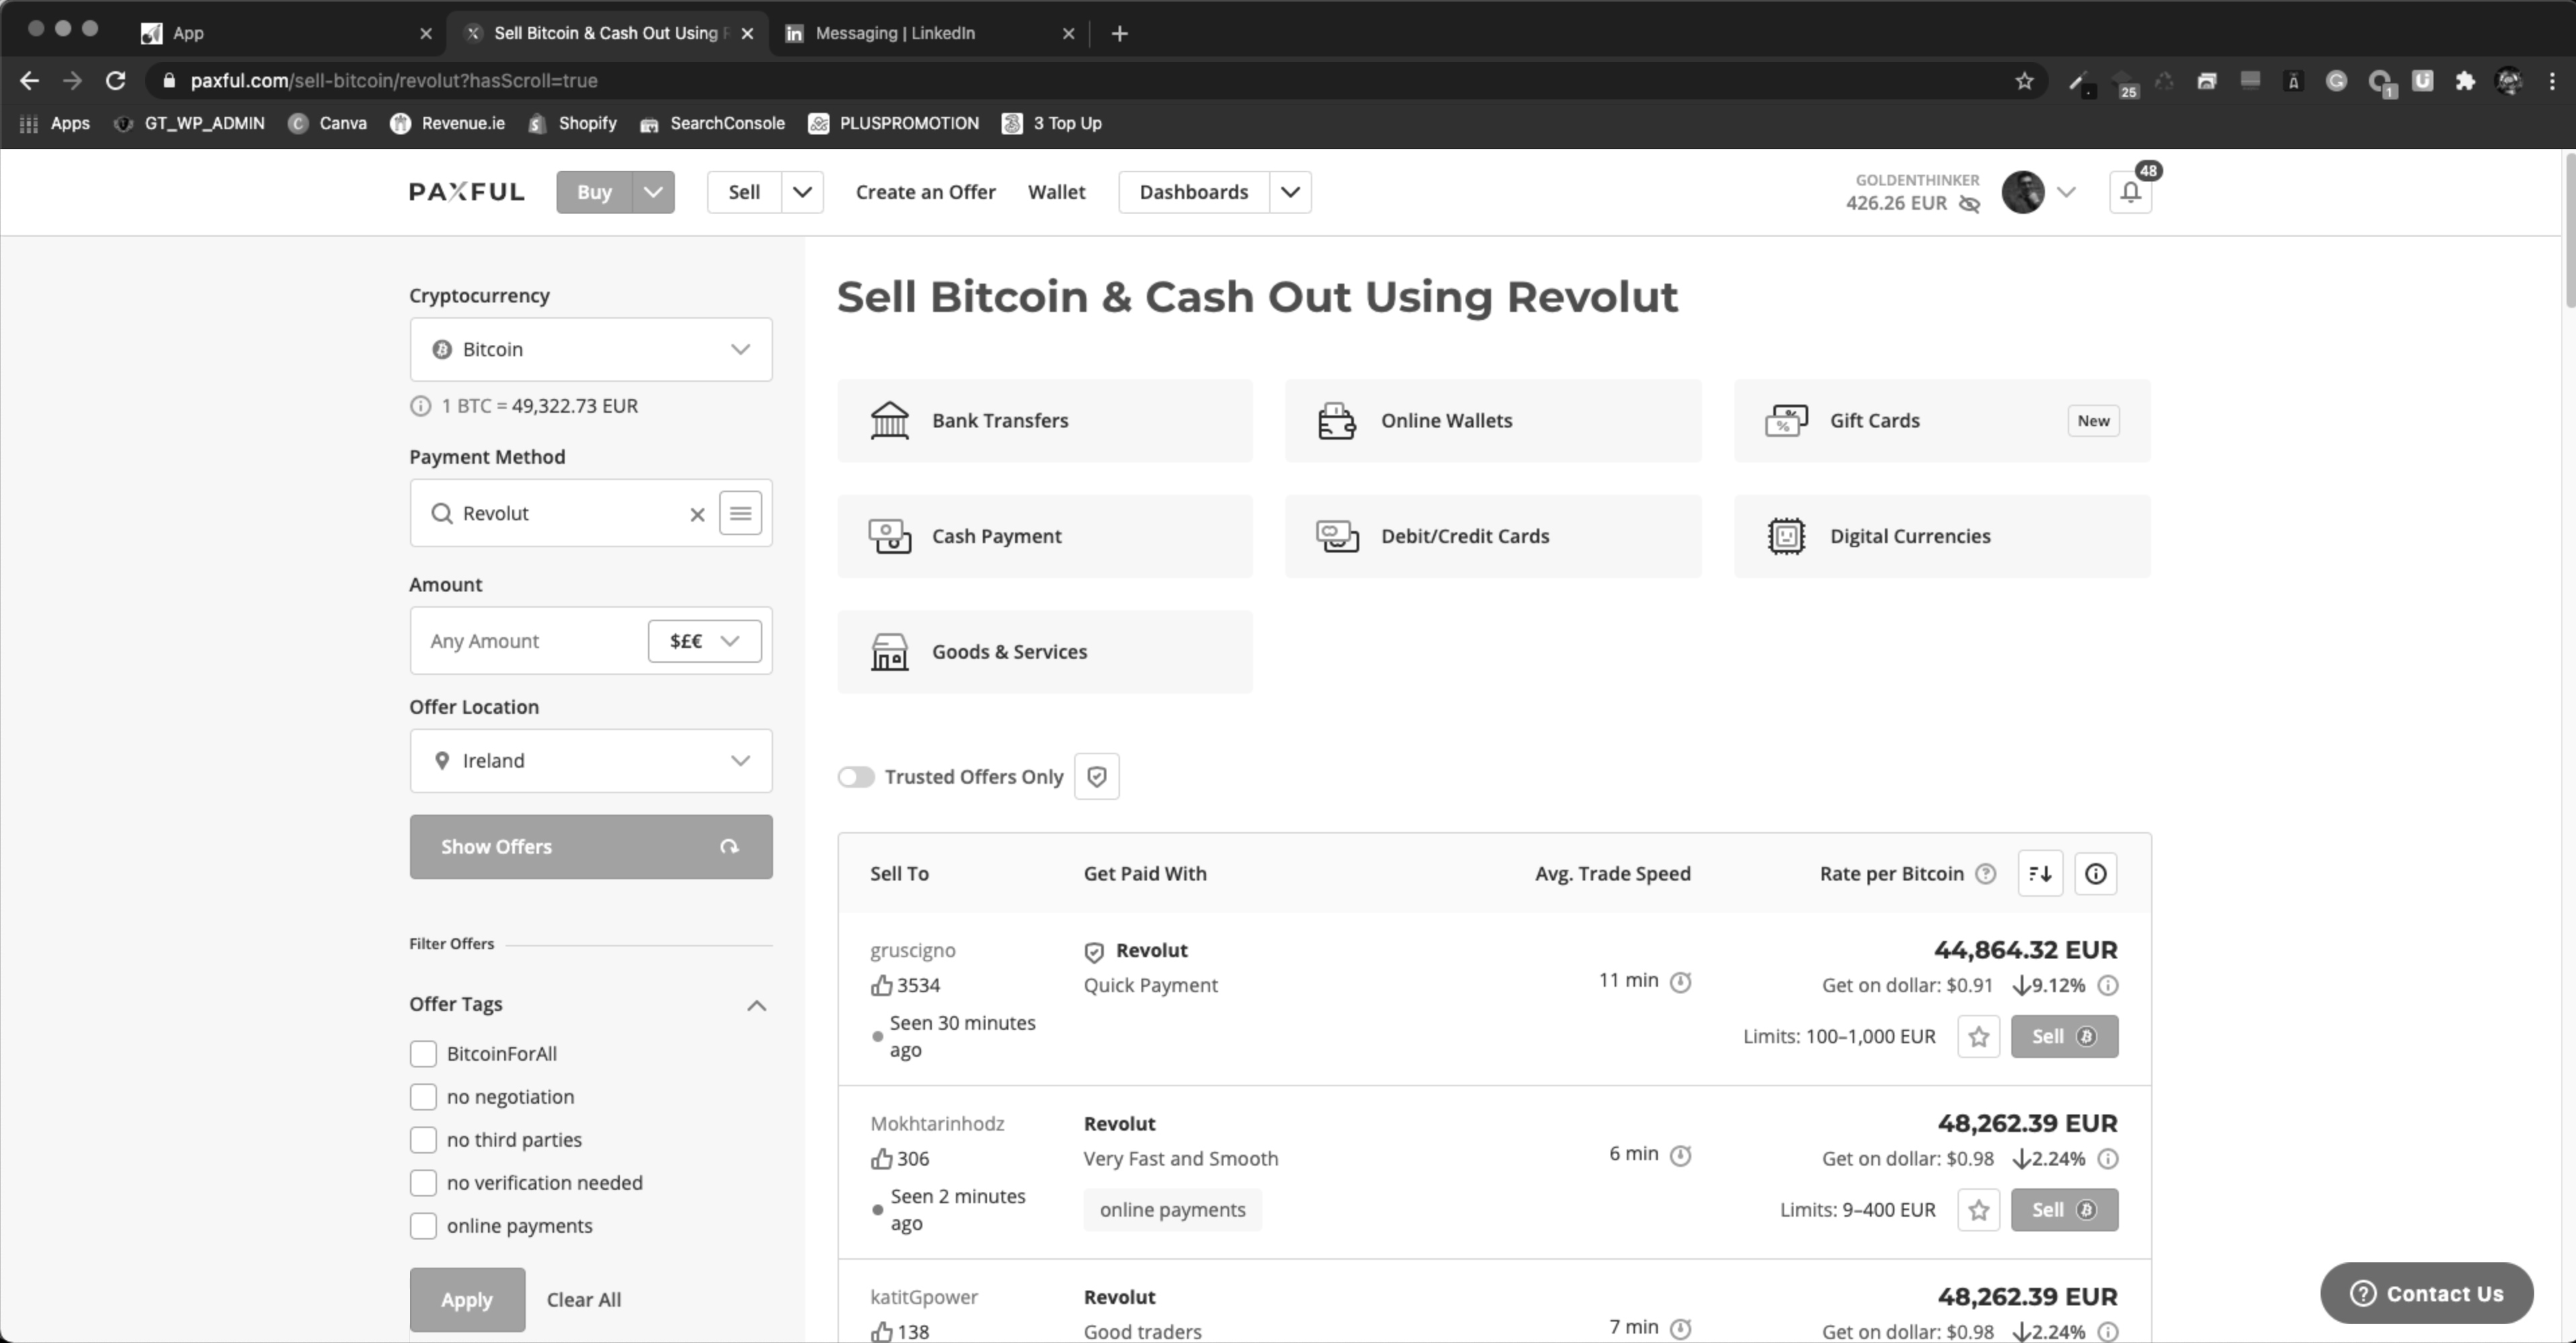 App
Sell Bitcoin & Cash Out Using
Messaging | LinkedIn
paxful.com/sell-bitcoin/revolut?hasScroll=true
25
1
Apps
GT_WP_ADMIN
Canva
Revenue.ie
Shopify
SearchConsole
PLUSPROMOTION
3 Top Up
PAXFUL
Buy
Sell
Create an Offer
Wallet
Dashboards
GOLDENTHINKER
426.26 EUR
48
Cryptocurrency
Bitcoin
1 BTC = 49,322.73 EUR
Payment Method
Revolut
Amount
Any Amount
$£€
Offer Location
Ireland
Show Offers
Filter Offers
Offer Tags
BitcoinForAll
no negotiation
no third parties
no verification needed
online payments
Apply
Clear All
Sell Bitcoin & Cash Out Using Revolut
Bank Transfers
Online Wallets
Gift Cards
New
Cash Payment
Debit/Credit Cards
Digital Currencies
Goods & Services
Trusted Offers Only
Sell To
Get Paid With
Avg. Trade Speed
Rate per Bitcoin
gruscigno
3534
Seen 30 minutes
ago
Revolut
Quick Payment
11 min
44,864.32 EUR
Get on dollar: $0.91 9.12%
Limits: 100–1,000 EUR
Sell
Mokhtarinhodz
306
Seen 2 minutes
ago
Revolut
Very Fast and Smooth
online payments
6 min
48,262.39 EUR
Get on dollar: $0.98 2.24%
Limits: 9–400 EUR
Sell
katitGpower
138
Revolut
Good traders
7 min
48,262.39 EUR
Get on dollar: $0.98 2.24%
Contact Us